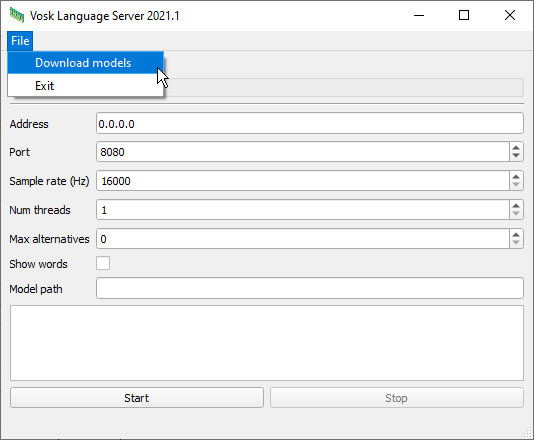 Vosk Language Server 2021.1
File
Download models
Exit
Address 0.0.0.0
Port 8080
Sample rate (Hz) 16000
Num threads 1
Max alternatives 0
Show words
Model path
Start Stop